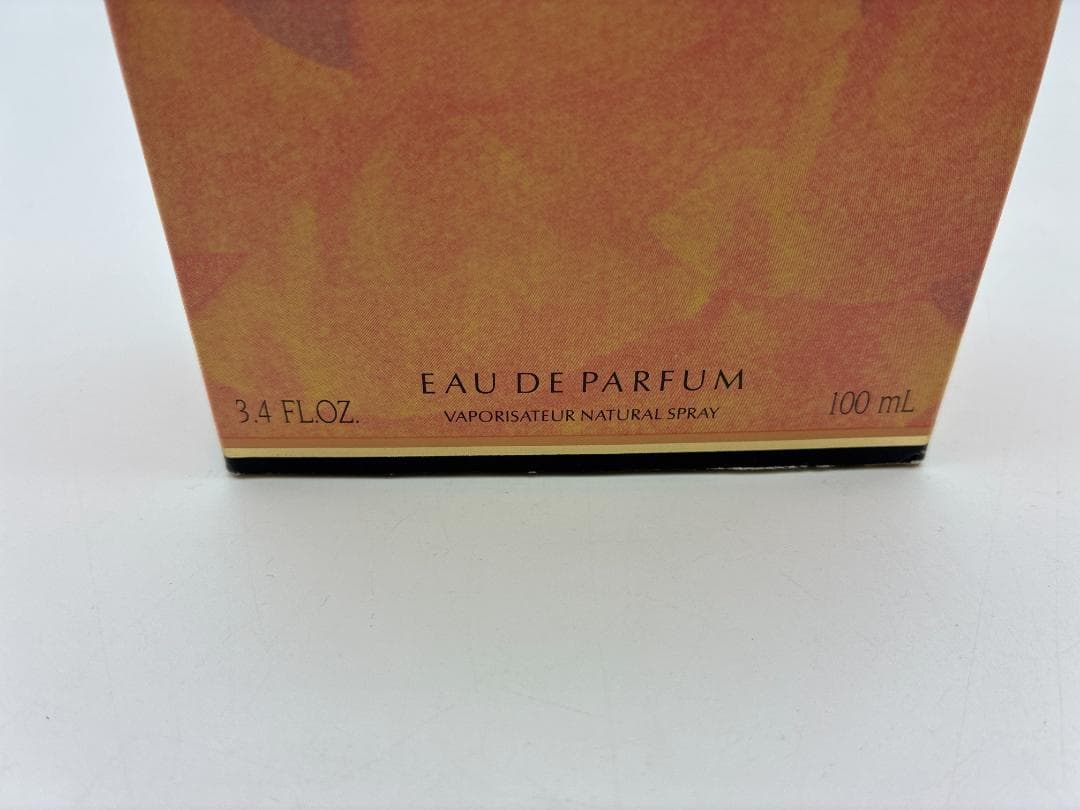 EAU DE PARFUM
3.4 FL.OZ. VAPORISATEUR NATURAL SPRAY 100 mL